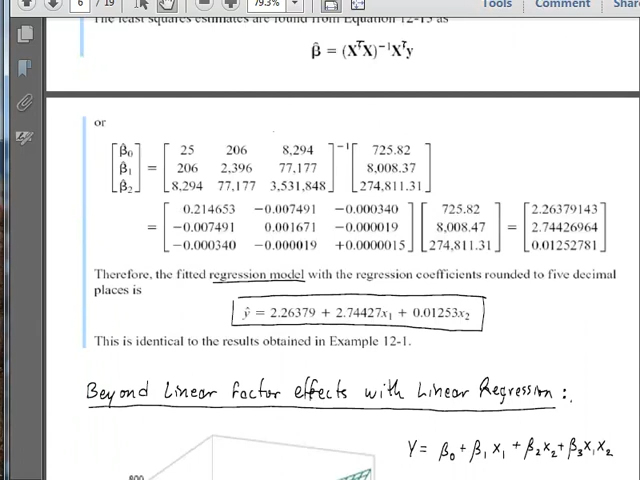 6 / 19 79.3% Tools Comment Share
The least squares estimates are found from Equation 12-13 as
β̂ = (XᵀX)⁻¹Xᵀy
or
[β̂₀] [25 206 8,294]⁻¹ [725.82]
[β̂₁] = [206 2,396 77,177] [8,008.37]
[β̂₂] [8,294 77,177 3,531,848] [274,811.31]
[0.214653 −0.007491 −0.000340] [725.82] [2.26379143]
= [−0.007491 0.001671 −0.000019] [8,008.47] = [2.74426964]
[−0.000340 −0.000019 +0.0000015] [274,811.31] [0.01252781]
Therefore, the fitted regression model with the regression coefficients rounded to five decimal
places is
ŷ = 2.26379 + 2.74427x₁ + 0.01253x₂
This is identical to the results obtained in Example 12-1.
Beyond Linear Factor effects with Linear Regression :.
Y = β₀ + β₁ x₁ + β₂x₂ + β₃x₁x₂
800